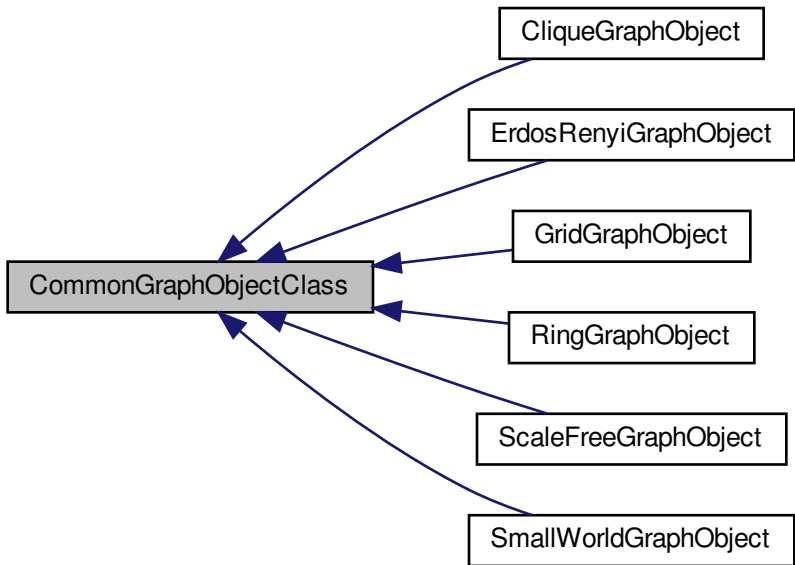 CliqueGraphObject
ErdosRenyiGraphObject
GridGraphObject
CommonGraphObjectClass
RingGraphObject
ScaleFreeGraphObject
SmallWorldGraphObject